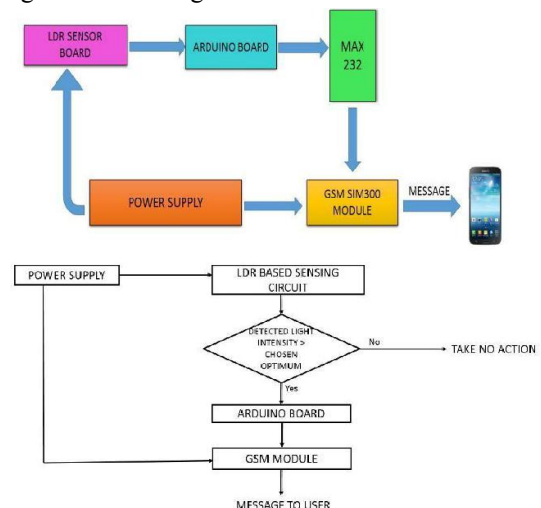 LDR SENSOR
BOARD
ARDUINO BOARD
MAX
232
POWER SUPPLY
GSM SIM300
MODULE
MESSAGE
POWER SUPPLY
LDR BASED SENSING
CIRCUIT
DETECTED LIGHT
INTENSITY >
CHOSEN
OPTIMUM
No
TAKE NO ACTION
Yes
ARDUINO BOARD
GSM MODULE
MESSAGE TO USER